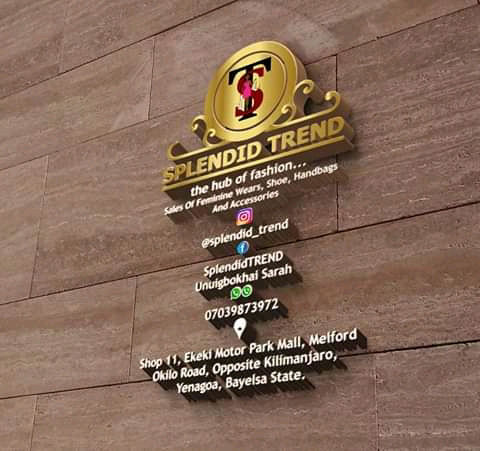 TS
SPLENDID TREND
the hub of fashion...
Sales Of Feminine Wears, Shoe, Handbags
And Accessories
@splendid_trend
SplendidTREND
Unuigbokhai Sarah
07039873972
Shop 11, Ekeki Motor Park Mall, Melford
Okilo Road, Opposite Kilimanjaro,
Yenagoa, Bayelsa State.